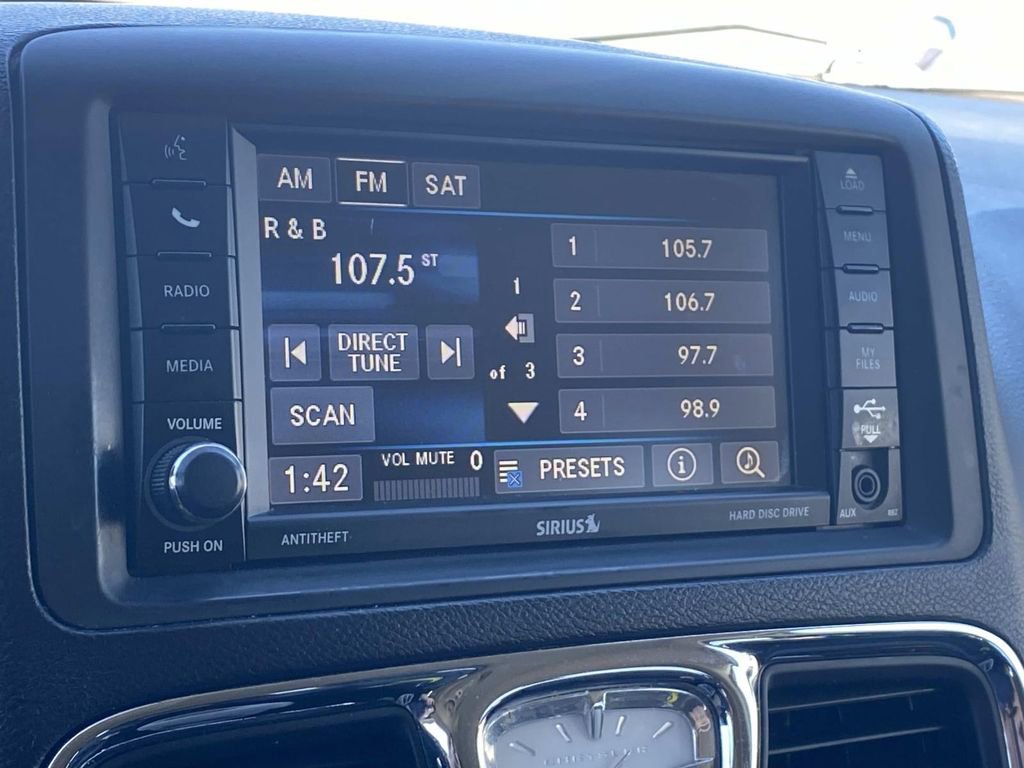 AM FM SAT
R & B
107.5 ST
DIRECT
TUNE
SCAN
1:42
VOL MUTE 0
1
of 3
1 105.7
2 106.7
3 97.7
4 98.9
PRESETS
i
RADIO
MEDIA
VOLUME
PUSH ON
ANTITHEFT
SIRIUS
HARD DISC DRIVE
LOAD
MENU
AUDIO
MY
FILES
PULL
AUX
CHRYSLER